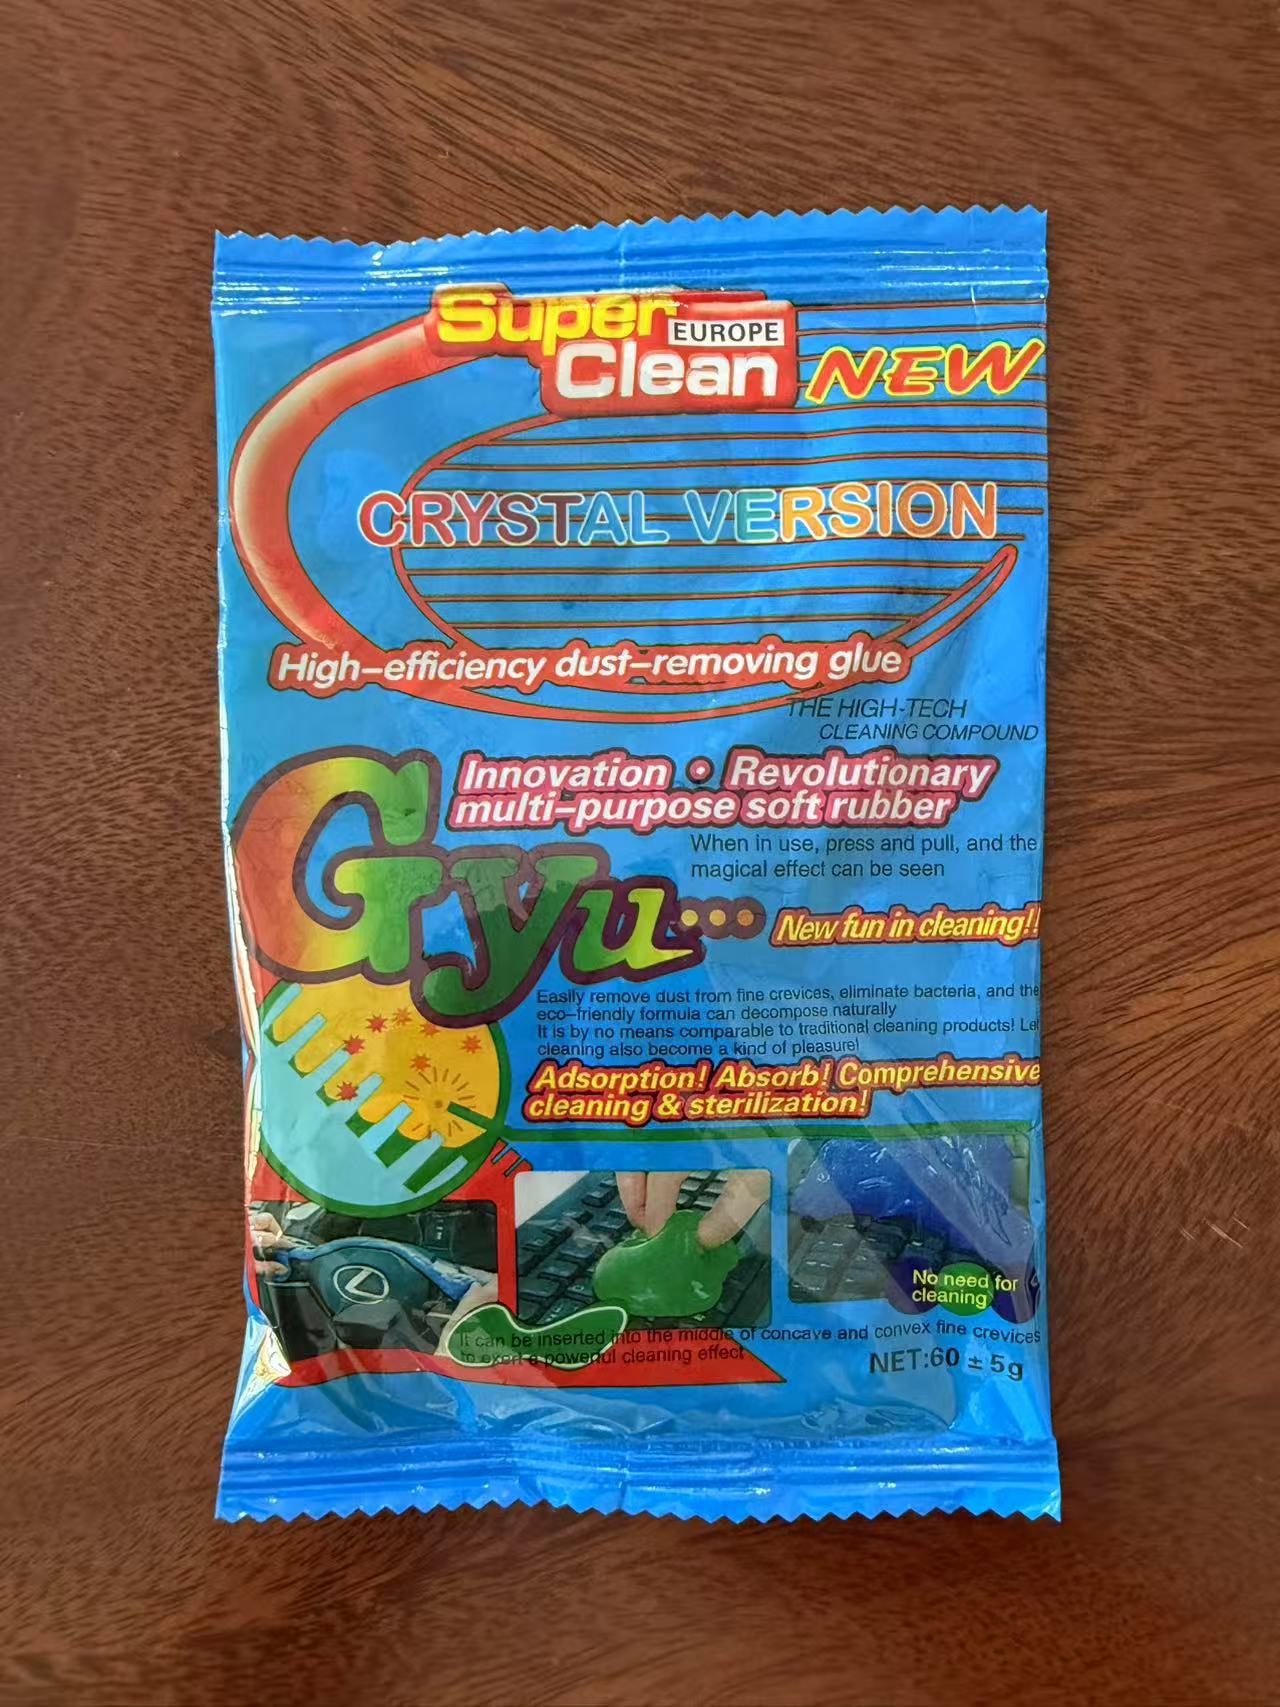 Super
EUROPE
Clean
NEW
CRYSTAL VERSION
High-efficiency dust-removing glue
THE HIGH-TECH
CLEANING COMPOUND
Innovation • Revolutionary
multi-purpose soft rubber
When in use, press and pull, and the
magical effect can be seen
Gyu...
New fun in cleaning!!
Easily remove dust from fine crevices, eliminate bacteria, and the
eco-friendly formula can decompose naturally
It is by no means comparable to traditional cleaning products! Let
cleaning also become a kind of pleasure!
Adsorption! Absorb! Comprehensive
cleaning & sterilization!
No need for
cleaning
It can be inserted into the middle of concave and convex fine crevices
to exert a powerful cleaning effect
NET:60 ± 5g